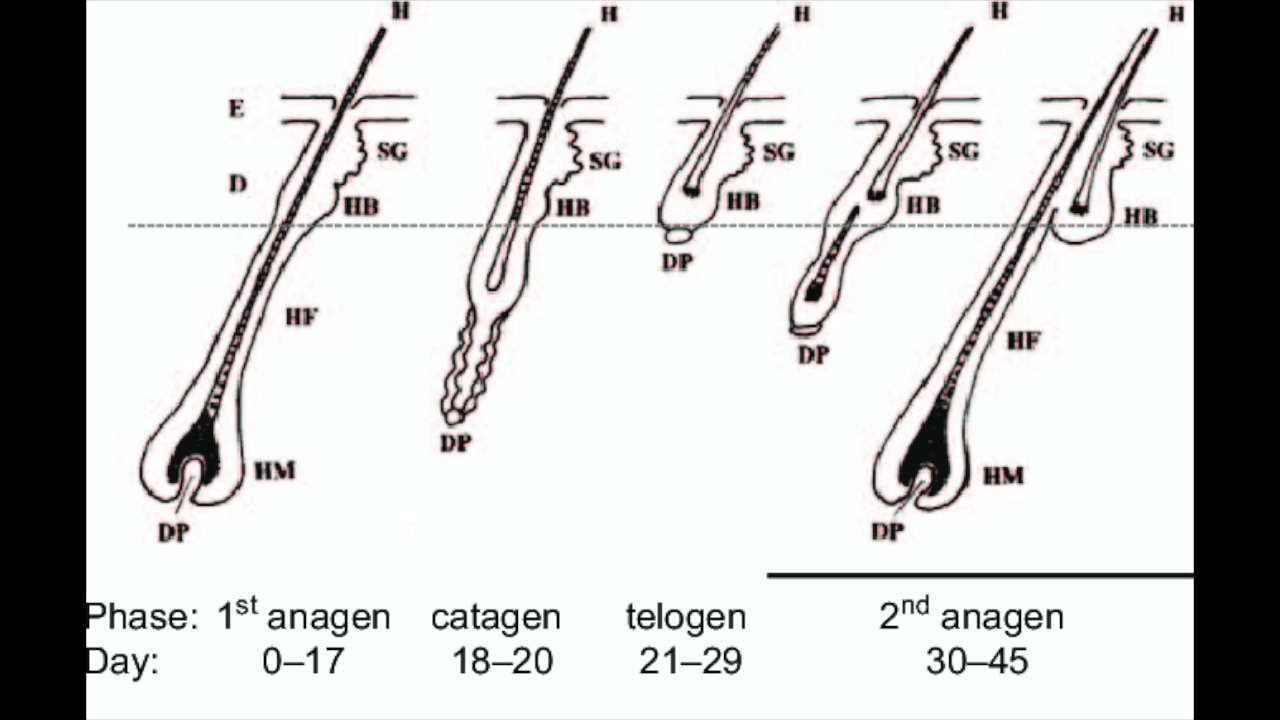 H H H H H
E
SG SG SG SG SG
D
HB HB HB HB HB
DP
HF HF
DP
DP
HM HM
DP DP
Phase: 1st anagen catagen telogen 2nd anagen
Day: 0–17 18–20 21–29 30–45